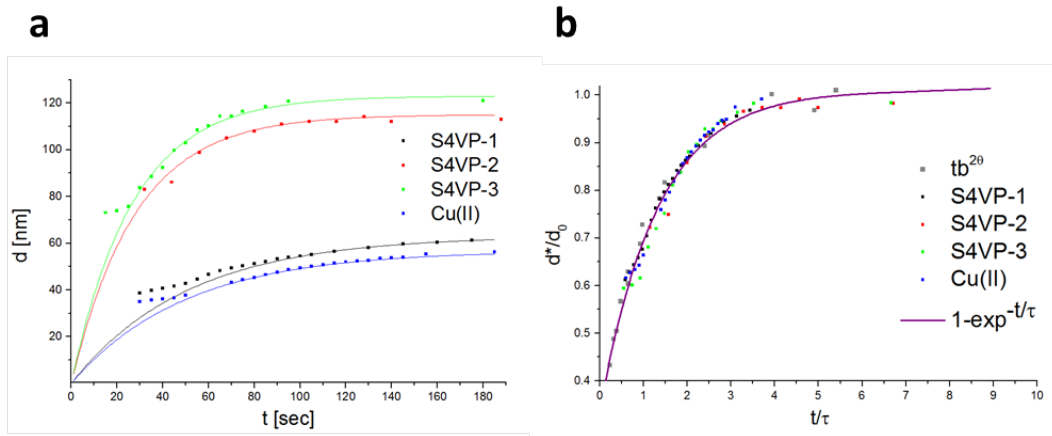 a
d [nm]
120
100
80
60
40
20
0 20 40 60 80 100 120 140 160 180
t [sec]
S4VP-1
S4VP-2
S4VP-3
Cu(II)
b
d*/d₀
1.0
0.9
0.8
0.7
0.6
0.5
0.4
0 1 2 3 4 5 6 7 8 9 10
t/τ
tb²θ
S4VP-1
S4VP-2
S4VP-3
Cu(II)
1-exp⁻ᵗ/τ